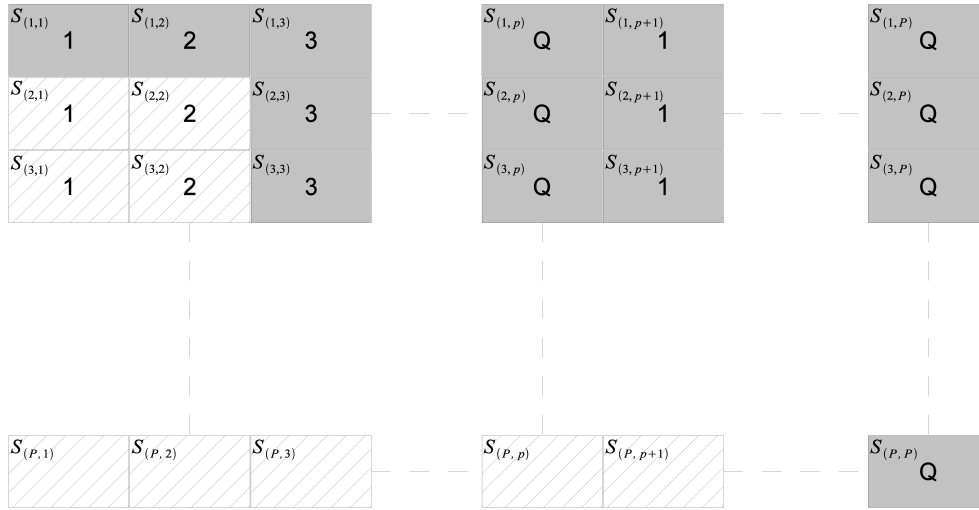 S(1,1) S(1,2) S(1,3) S(1, p) S(1, p+1) S(1, P)
1 2 3 Q 1 Q
S(2,1) S(2,2) S(2,3) S(2, p) S(2, p+1) S(2, P)
1 2 3 Q 1 Q
S(3,1) S(3,2) S(3,3) S(3, p) S(3, p+1) S(3, P)
1 2 3 Q 1 Q
S(P, 1) S(P, 2) S(P, 3) S(P, p) S(P, p+1) S(P, P)
Q